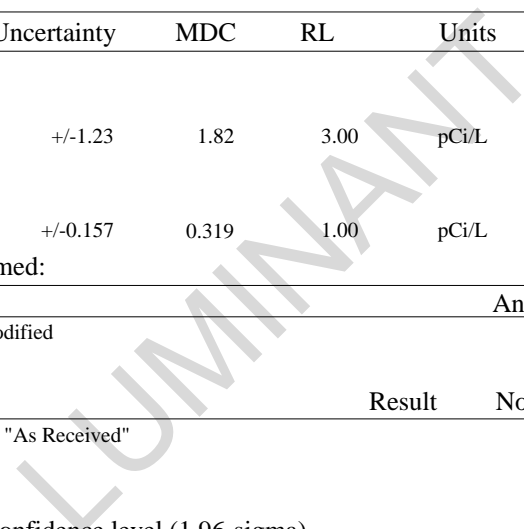 Uncertainty MDC RL Units
+/-1.23 1.82 3.00 pCi/L
+/-0.157 0.319 1.00 pCi/L
med:
An
odified
Result No
"As Received"
onfidence level (1.96-sigma)
LUMINANT